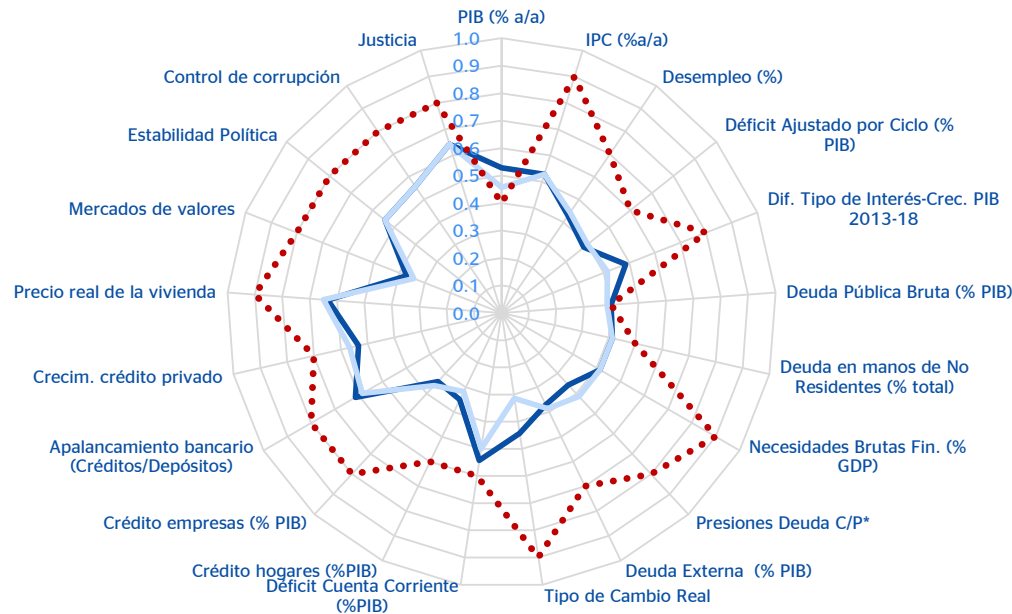 PIB (% a/a)
IPC (%a/a)
Desempleo (%)
Déficit Ajustado por Ciclo (%
PIB)
Dif. Tipo de Interés-Crec. PIB
2013-18
Deuda Pública Bruta (% PIB)
Deuda en manos de No
Residentes (% total)
Necesidades Brutas Fin. (%
GDP)
Presiones Deuda C/P*
Deuda Externa  (% PIB)
Tipo de Cambio Real
Déficit Cuenta Corriente
(%PIB)
Crédito hogares (%PIB)
Crédito empresas (% PIB)
Apalancamiento bancario
(Créditos/Depósitos)
Crecim. crédito privado
Precio real de la vivienda
Mercados de valores
Estabilidad Política
Control de corrupción
Justicia
1.0
0.9
0.8
0.7
0.6
0.5
0.4
0.3
0.2
0.1
0.0